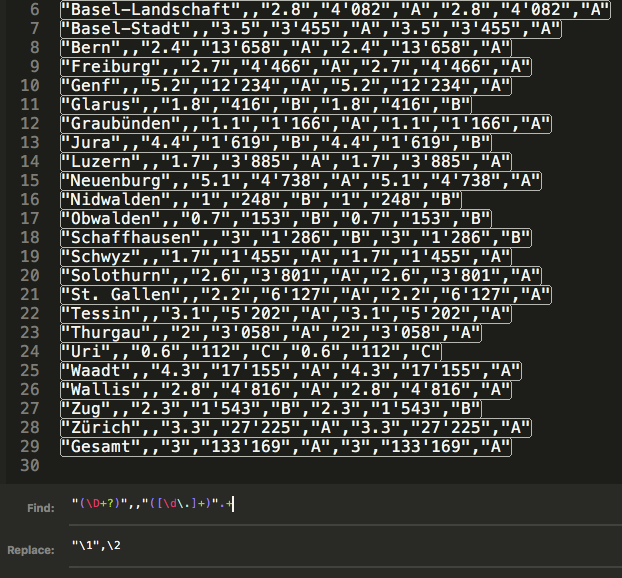 6 "Basel-Landschaft",,"2.8","4'082","A","2.8","4'082","A"
7 "Basel-Stadt",,"3.5","3'455","A","3.5","3'455","A"
8 "Bern",,"2.4","13'658","A","2.4","13'658","A"
9 "Freiburg",,"2.7","4'466","A","2.7","4'466","A"
10 "Genf",,"5.2","12'234","A","5.2","12'234","A"
11 "Glarus",,"1.8","416","B","1.8","416","B"
12 "Graubünden",,"1.1","1'166","A","1.1","1'166","A"
13 "Jura",,"4.4","1'619","B","4.4","1'619","B"
14 "Luzern",,"1.7","3'885","A","1.7","3'885","A"
15 "Neuenburg",,"5.1","4'738","A","5.1","4'738","A"
16 "Nidwalden",,"1","248","B","1","248","B"
17 "Obwalden",,"0.7","153","B","0.7","153","B"
18 "Schaffhausen",,"3","1'286","B","3","1'286","B"
19 "Schwyz",,"1.7","1'455","A","1.7","1'455","A"
20 "Solothurn",,"2.6","3'801","A","2.6","3'801","A"
21 "St. Gallen",,"2.2","6'127","A","2.2","6'127","A"
22 "Tessin",,"3.1","5'202","A","3.1","5'202","A"
23 "Thurgau",,"2","3'058","A","2","3'058","A"
24 "Uri",,"0.6","112","C","0.6","112","C"
25 "Waadt",,"4.3","17'155","A","4.3","17'155","A"
26 "Wallis",,"2.8","4'816","A","2.8","4'816","A"
27 "Zug",,"2.3","1'543","B","2.3","1'543","B"
28 "Zürich",,"3.3","27'225","A","3.3","27'225","A"
29 "Gesamt",,"3","133'169","A","3","133'169","A"
30
Find: "(\D+?)",,"([\d\.]+)".+
Replace: "\1",\2